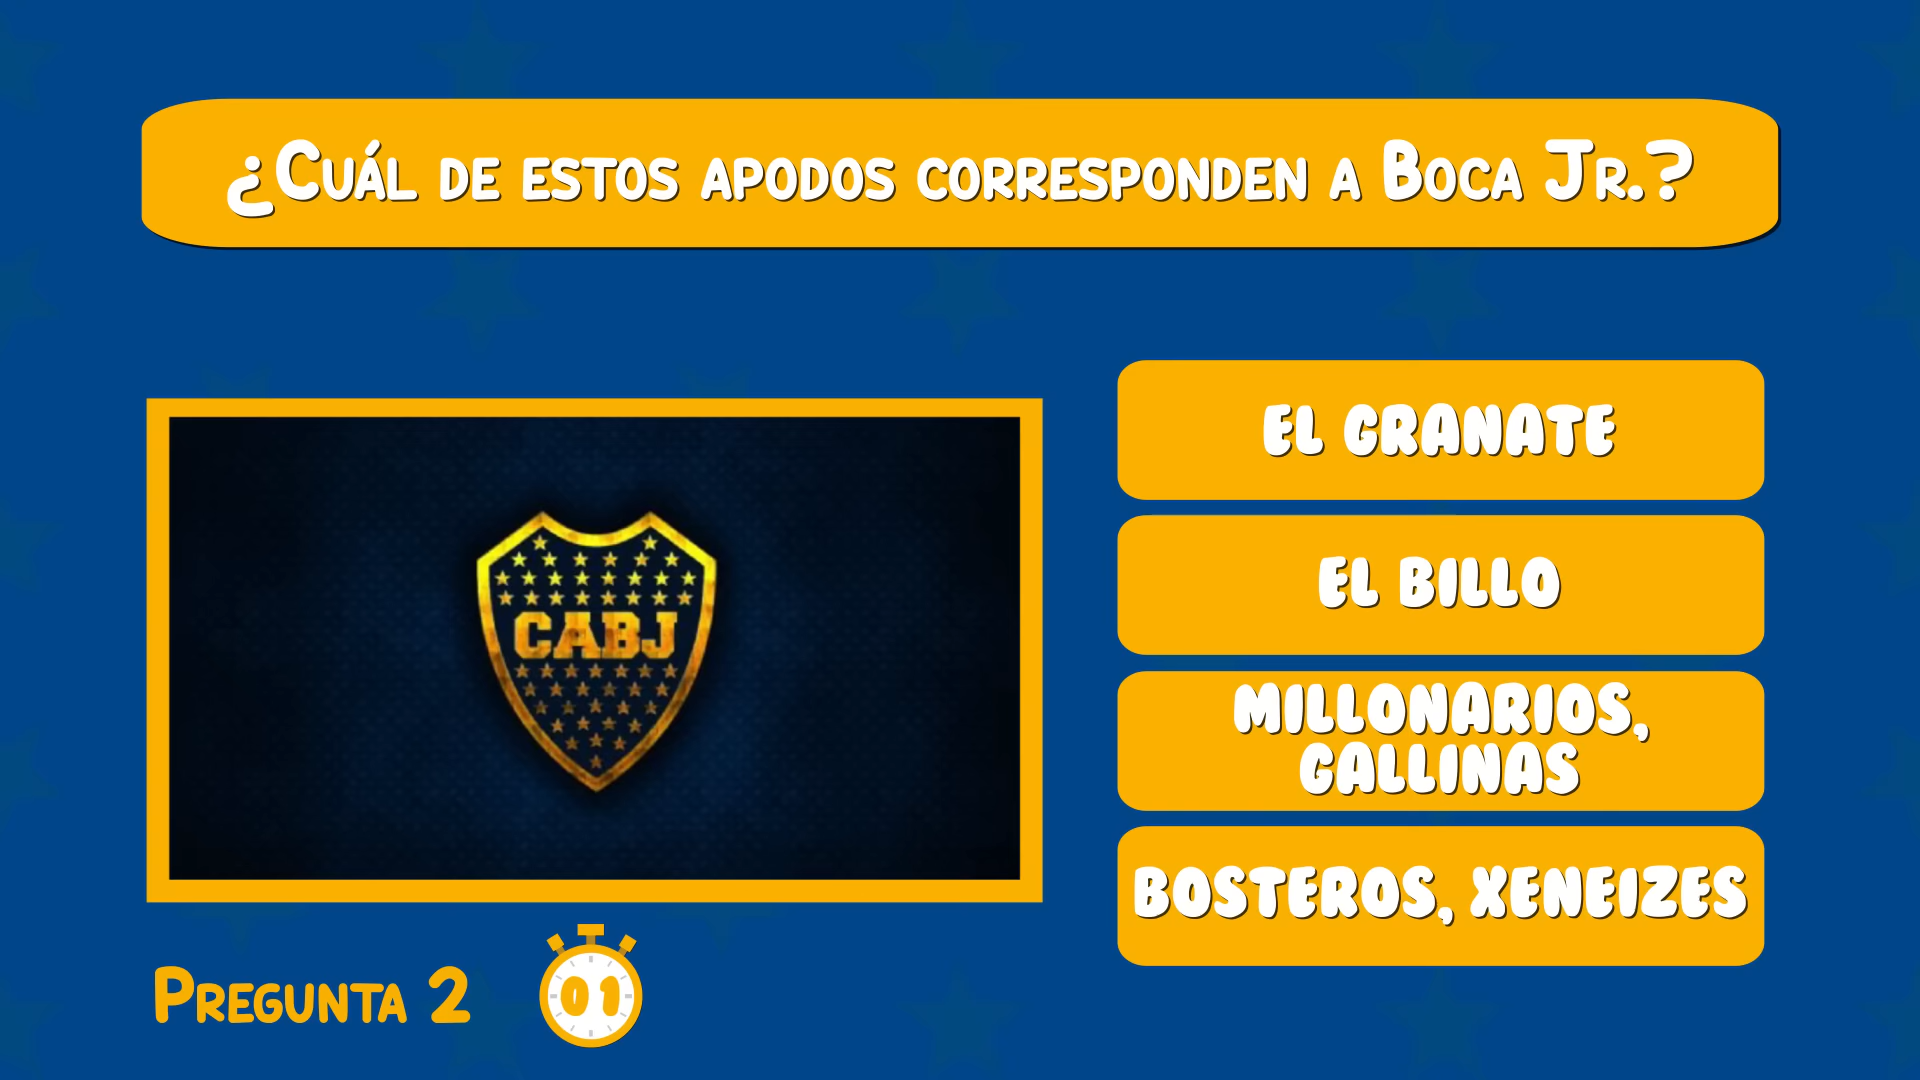 ¿Cuál de estos apodos corresponden a Boca Jr.?
EL GRANATE
EL BILLO
MILLONARIOS,
GALLINAS
BOSTEROS, XENEIZES
CABJ
Pregunta 2
01